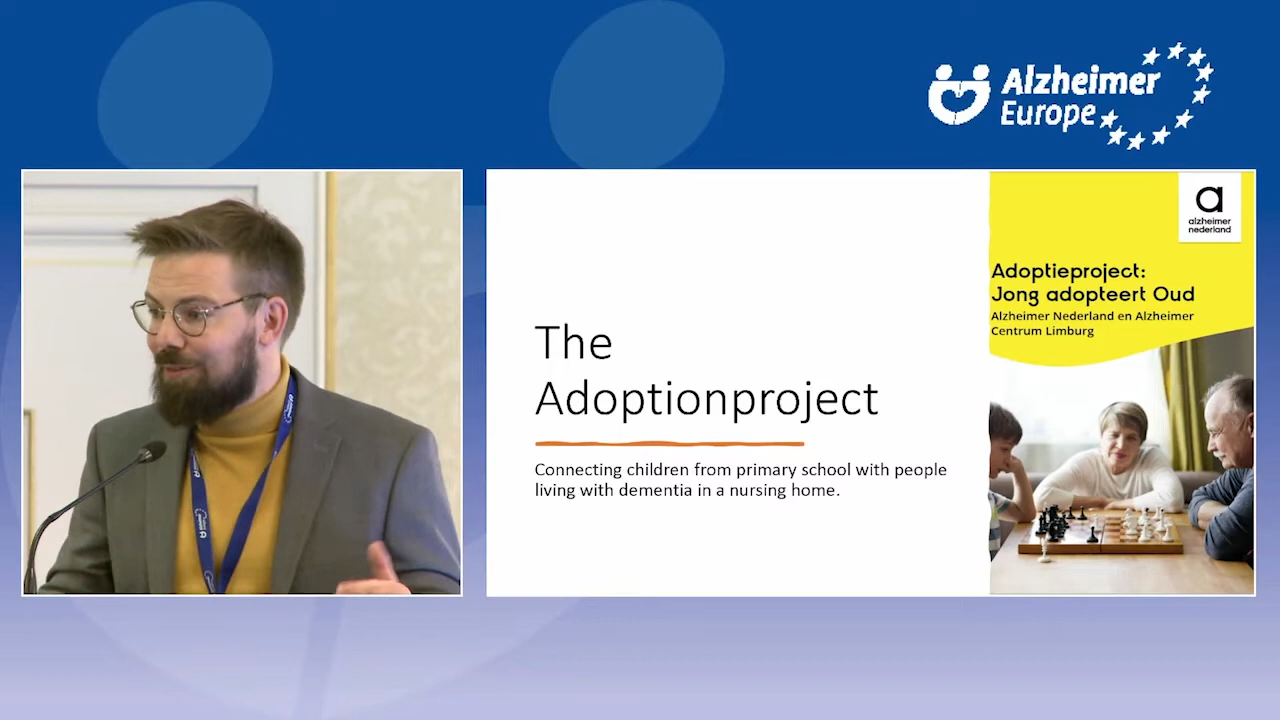 Alzheimer
Europe
The
Adoptionproject
Connecting children from primary school with people
living with dementia in a nursing home.
a
alzheimer
nederland
Adoptieproject:
Jong adopteert Oud
Alzheimer Nederland en Alzheimer
Centrum Limburg